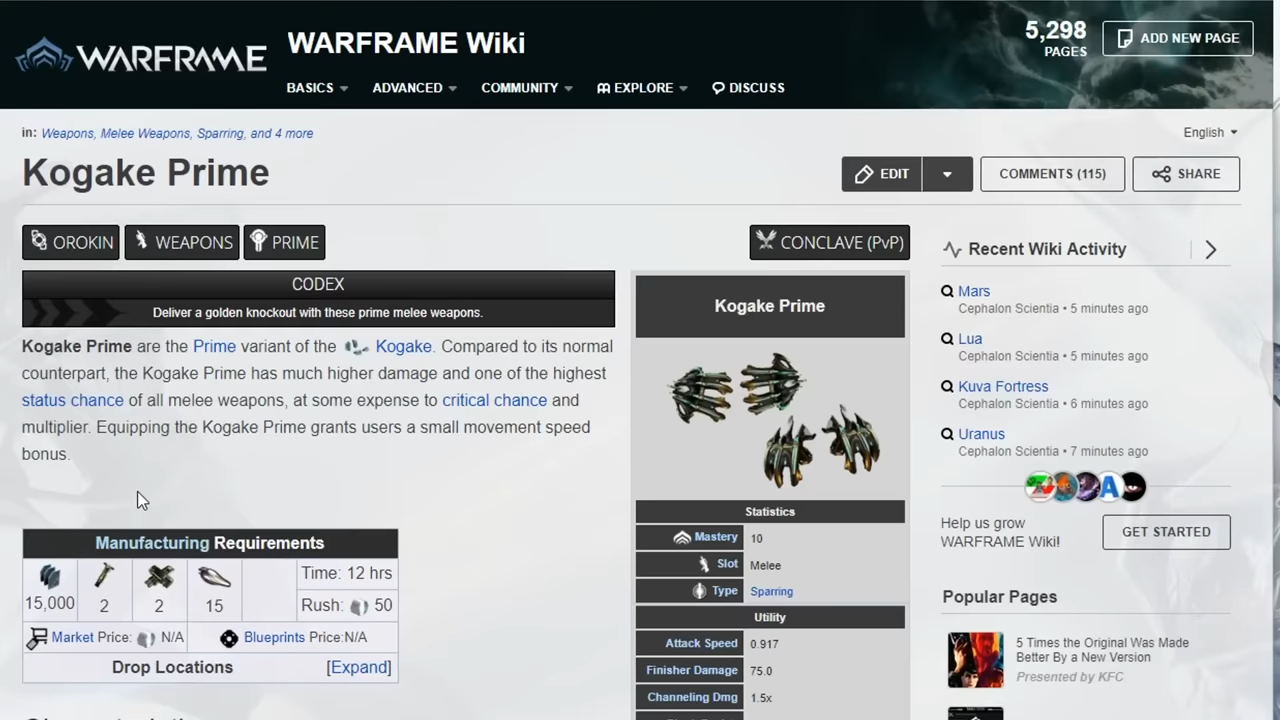 WARFRAME
WARFRAME Wiki
5,298
PAGES
ADD NEW PAGE
BASICS
ADVANCED
COMMUNITY
EXPLORE
DISCUSS
in: Weapons, Melee Weapons, Sparring, and 4 more
English
Kogake Prime
EDIT
COMMENTS (115)
SHARE
OROKIN
WEAPONS
PRIME
CONCLAVE (PvP)
CODEX
Deliver a golden knockout with these prime melee weapons.
Kogake Prime are the Prime variant of the Kogake. Compared to its normal
counterpart, the Kogake Prime has much higher damage and one of the highest
status chance of all melee weapons, at some expense to critical chance and
multiplier. Equipping the Kogake Prime grants users a small movement speed
bonus.
Manufacturing Requirements
15,000
2
2
15
Time: 12 hrs
Rush: 50
Market Price: N/A
Blueprints Price:N/A
Drop Locations
[Expand]
Kogake Prime
Statistics
Mastery 10
Slot Melee
Type Sparring
Utility
Attack Speed 0.917
Finisher Damage 75.0
Channeling Dmg 1.5x
Recent Wiki Activity
Mars
Cephalon Scientia • 5 minutes ago
Lua
Cephalon Scientia • 5 minutes ago
Kuva Fortress
Cephalon Scientia • 6 minutes ago
Uranus
Cephalon Scientia • 7 minutes ago
A
Help us grow
WARFRAME Wiki!
GET STARTED
Popular Pages
5 Times the Original Was Made
Better By a New Version
Presented by KFC